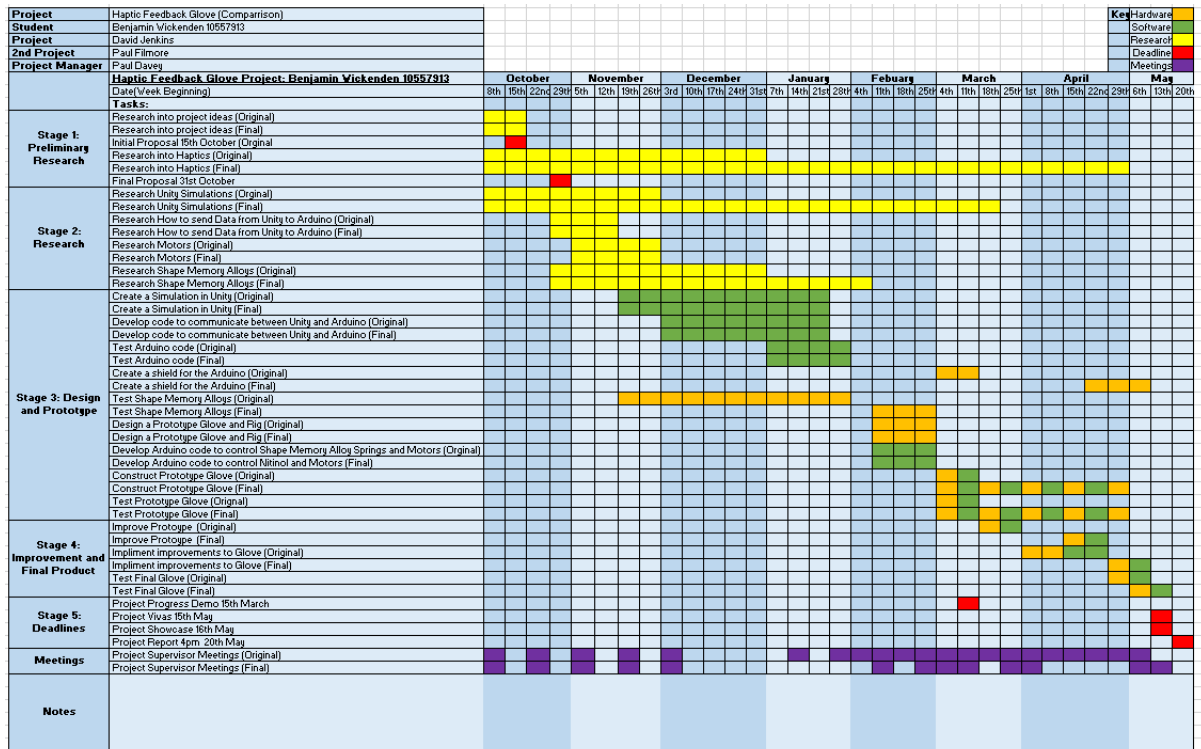 Project Haptic Feedback Glove (Comparrison) Key Hardware
Student Benjamin Wickenden 10557913 Software
Project David Jenkins Research
2nd Project Paul Filmore Deadline
Project Manager Paul Davey Meetings
Haptic Feedback Glove Project: Benjamin Wickenden 10557913 October November December January Febuary March April May
Date(Week Beginning) 8th 15th 22nd 29th 5th 12th 19th 26th 3rd 10th 17th 24th 31st 7th 14th 21st 28th 4th 11th 18th 25th 4th 11th 18th 25th 1st 8th 15th 22nd 29th 6th 13th 20th
Tasks:
Stage 1: Preliminary Research
Research into project ideas (Original)
Research into project ideas (Final)
Initial Proposal 15th October (Orginal
Research into Haptics (Original)
Research into Haptics (Final)
Final Proposal 31st October
Stage 2: Research
Research Unity Simulations (Orginal)
Research Unity Simulations (Final)
Research How to send Data from Unity to Arduino (Original)
Research How to send Data from Unity to Arduino (Final)
Research Motors (Original)
Research Motors (Final)
Research Shape Memory Alloys (Original)
Research Shape Memory Alloys (Final)
Stage 3: Design and Prototype
Create a Simulation in Unity (Original)
Create a Simulation in Unity (Final)
Develop code to communicate between Unity and Arduino (Original)
Develop code to communicate between Unity and Arduino (Final)
Test Arduino code (Original)
Test Arduino code (Final)
Create a shield for the Arduino (Original)
Create a shield for the Arduino (Final)
Test Shape Memory Alloys (Original)
Test Shape Memory Alloys (Final)
Design a Prototype Glove and Rig (Original)
Design a Prototype Glove and Rig (Final)
Develop Arduino code to control Shape Memory Alloy Springs and Motors (Orginal)
Develop Arduino code to control Nitinol and Motors (Final)
Construct Prototype Glove (Original)
Construct Prototype Glove (Final)
Test Prototype Glove (Original)
Test Prototype Glove (Final)
Stage 4: Improvement and Final Product
Improve Protoype (Original)
Improve Prototype (Final)
Impliment improvements to Glove (Original)
Impliment improvements to Glove (Final)
Test Final Glove (Original)
Test Final Glove (Final)
Stage 5: Deadlines
Project Progress Demo 15th March
Project Vivas 15th May
Project Showcase 16th May
Project Report 4pm 20th May
Meetings
Project Supervisor Meetings (Original)
Project Supervisor Meetings (Final)
Notes